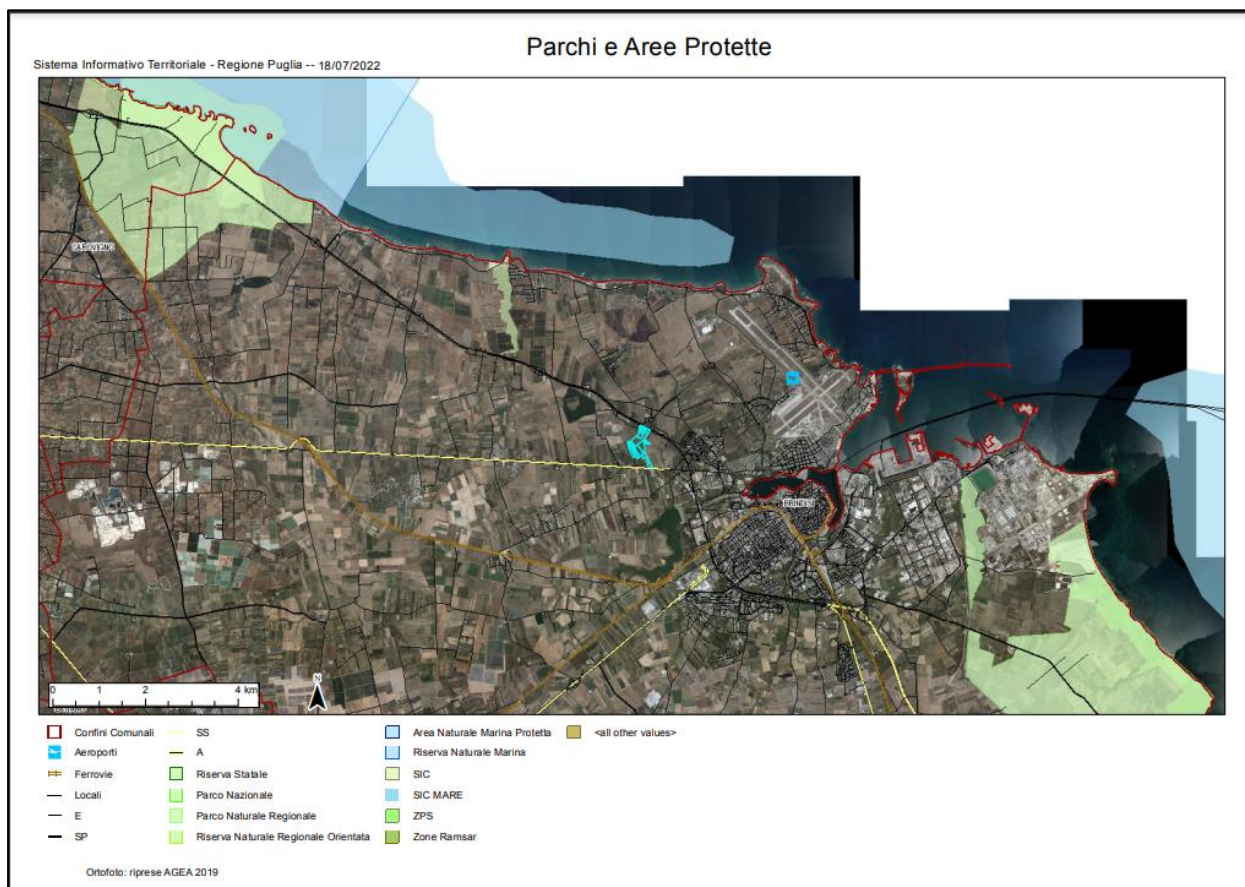 Parchi e Aree Protette
Sistema Informativo Territoriale - Regione Puglia -- 18/07/2022
CAROVIGNO
BRINDISI
N
0 1 2 4 km
Confini Comunali
Aeroporti
Ferrovie
Locali
E
SP
SS
A
Riserva Statale
Parco Nazionale
Parco Naturale Regionale
Riserva Naturale Regionale Orientata
Area Naturale Marina Protetta
Riserva Naturale Marina
SIC
SIC MARE
ZPS
Zone Ramsar
<all other values>
Ortofoto: riprese AGEA 2019